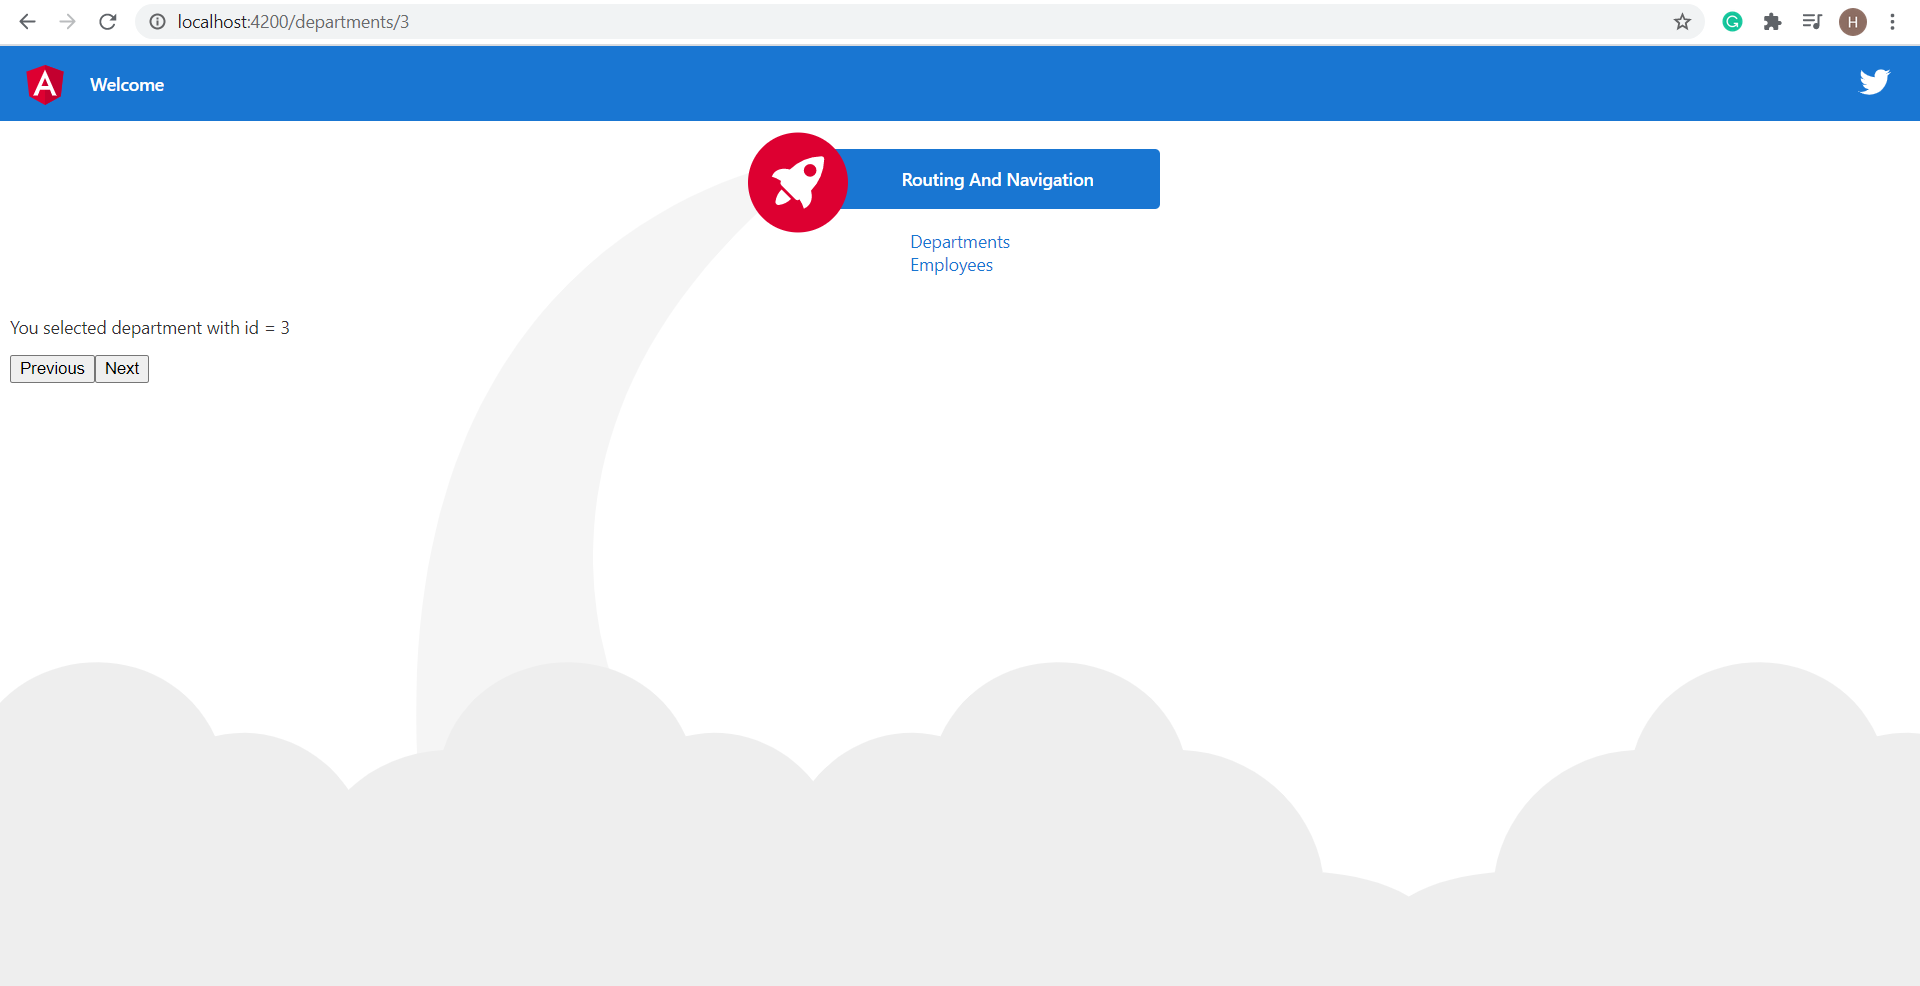 localhost:4200/departments/3
H
Welcome
Routing And Navigation
Departments
Employees
You selected department with id = 3
Previous Next